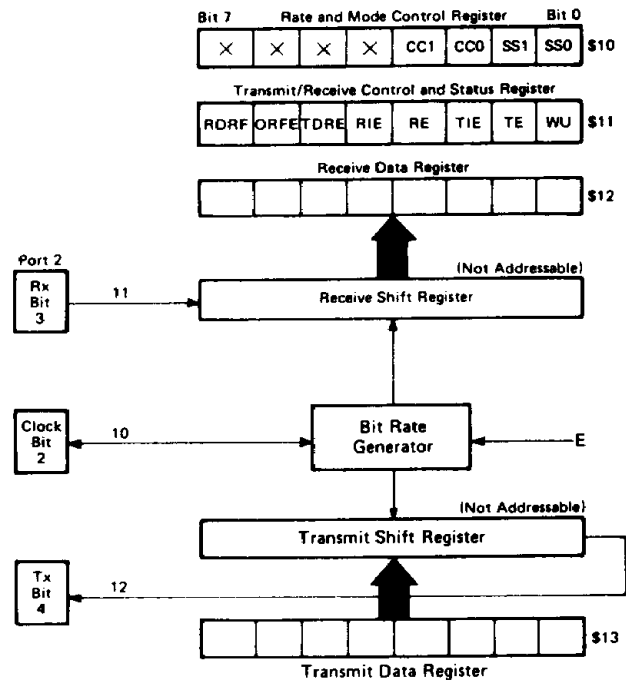 Bit 7 Rate and Mode Control Register Bit 0
X X X X CC1 CC0 SS1 SS0 $10
Transmit/Receive Control and Status Register
RDRF ORFE TDRE RIE RE TIE TE WU $11
Receive Data Register
$12
Port 2
(Not Addressable)
Rx
Bit
3
11
Receive Shift Register
Clock
Bit
2
10
Bit Rate
Generator
E
(Not Addressable)
Transmit Shift Register
Tx
Bit
4
12
$13
Transmit Data Register